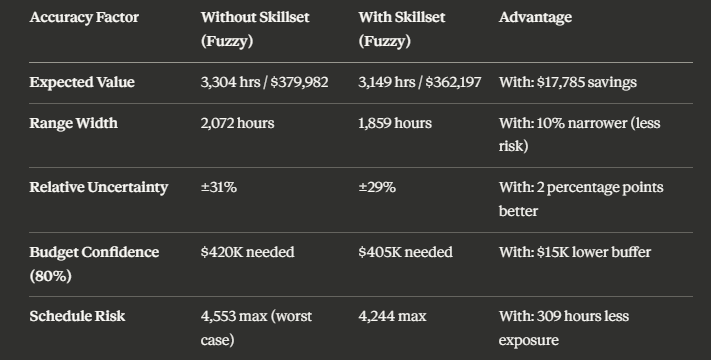 Accuracy Factor Without Skillset (Fuzzy) With Skillset (Fuzzy) Advantage
Expected Value 3,304 hrs / $379,982 3,149 hrs / $362,197 With: $17,785 savings
Range Width 2,072 hours 1,859 hours With: 10% narrower (less risk)
Relative Uncertainty ±31% ±29% With: 2 percentage points better
Budget Confidence (80%) $420K needed $405K needed With: $15K lower buffer
Schedule Risk 4,553 max (worst case) 4,244 max With: 309 hours less exposure